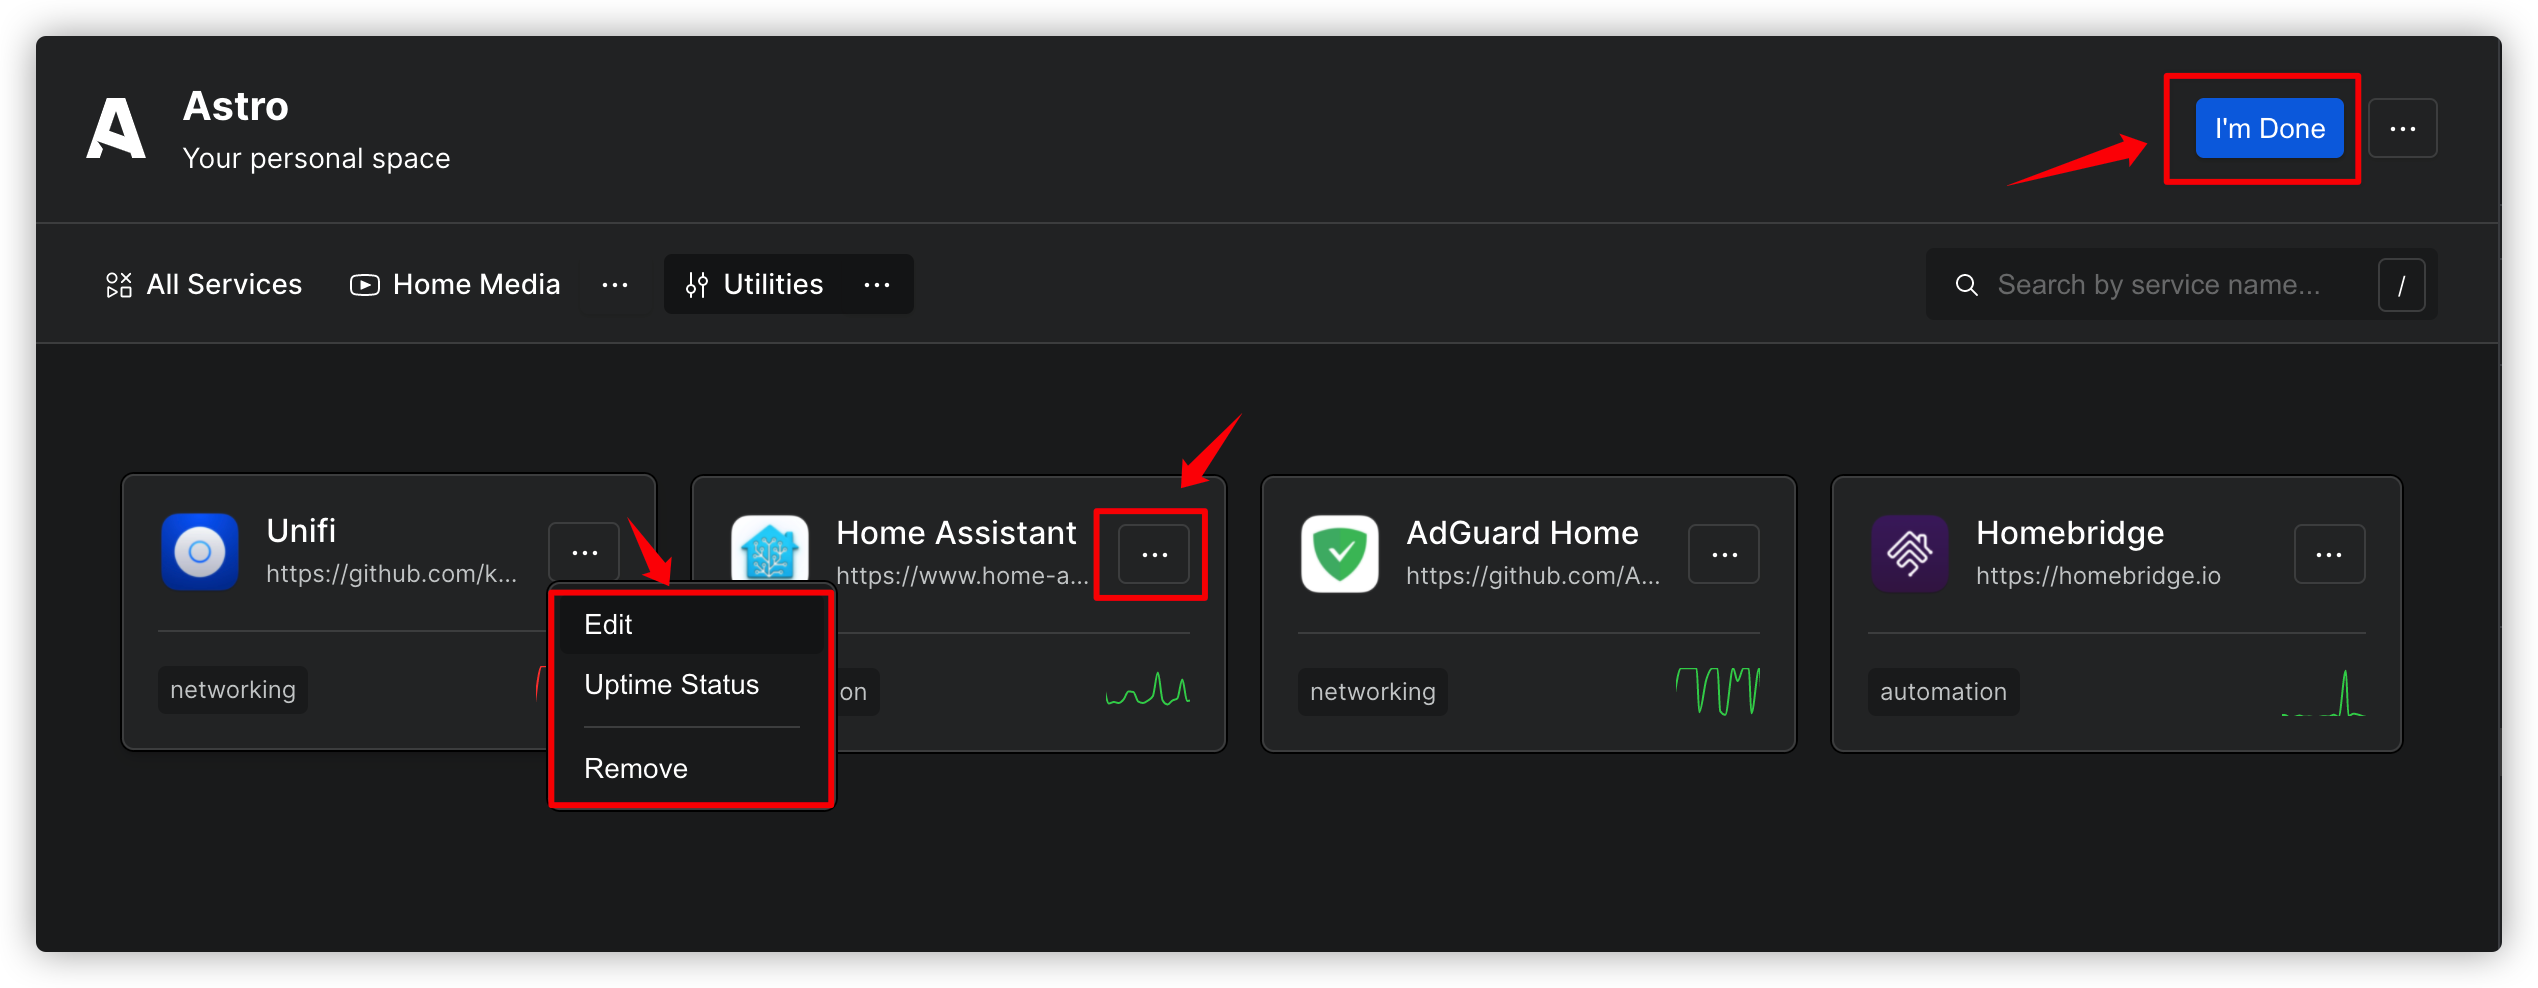 Astro
Your personal space
I'm Done
All Services
Home Media
Utilities
Search by service name...
/
Unifi
https://github.com/k...
networking
Edit
Uptime Status
Remove
Home Assistant
https://www.home-a...
on
AdGuard Home
https://github.com/A...
networking
Homebridge
https://homebridge.io
automation